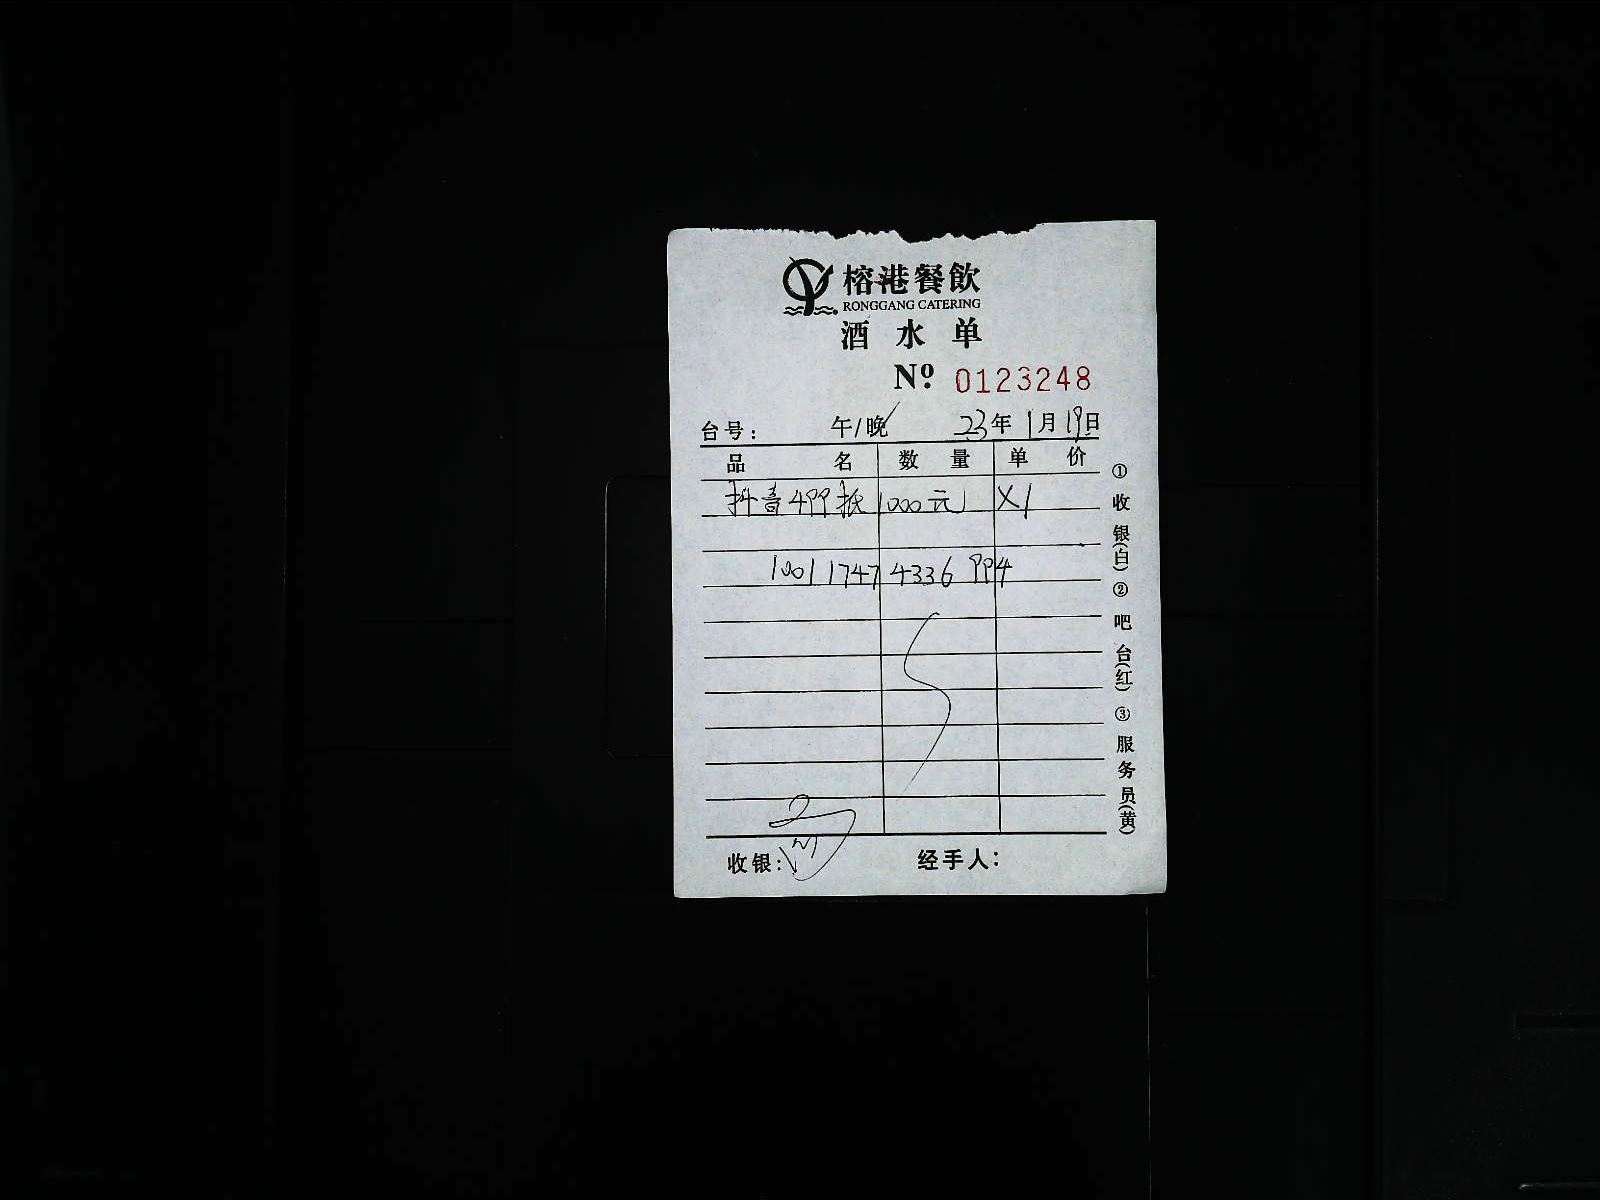 榕港餐飲
RONGGANG CATERING
酒水单
Nº 0123248
台号: 午/晚✓ 23年1月19日
品名 数量 单价
抖音499抵1000元 X1
1001 1747 4336 994
收银: 经手人:
①收银(白) ②吧台(红) ③服务员(黄)